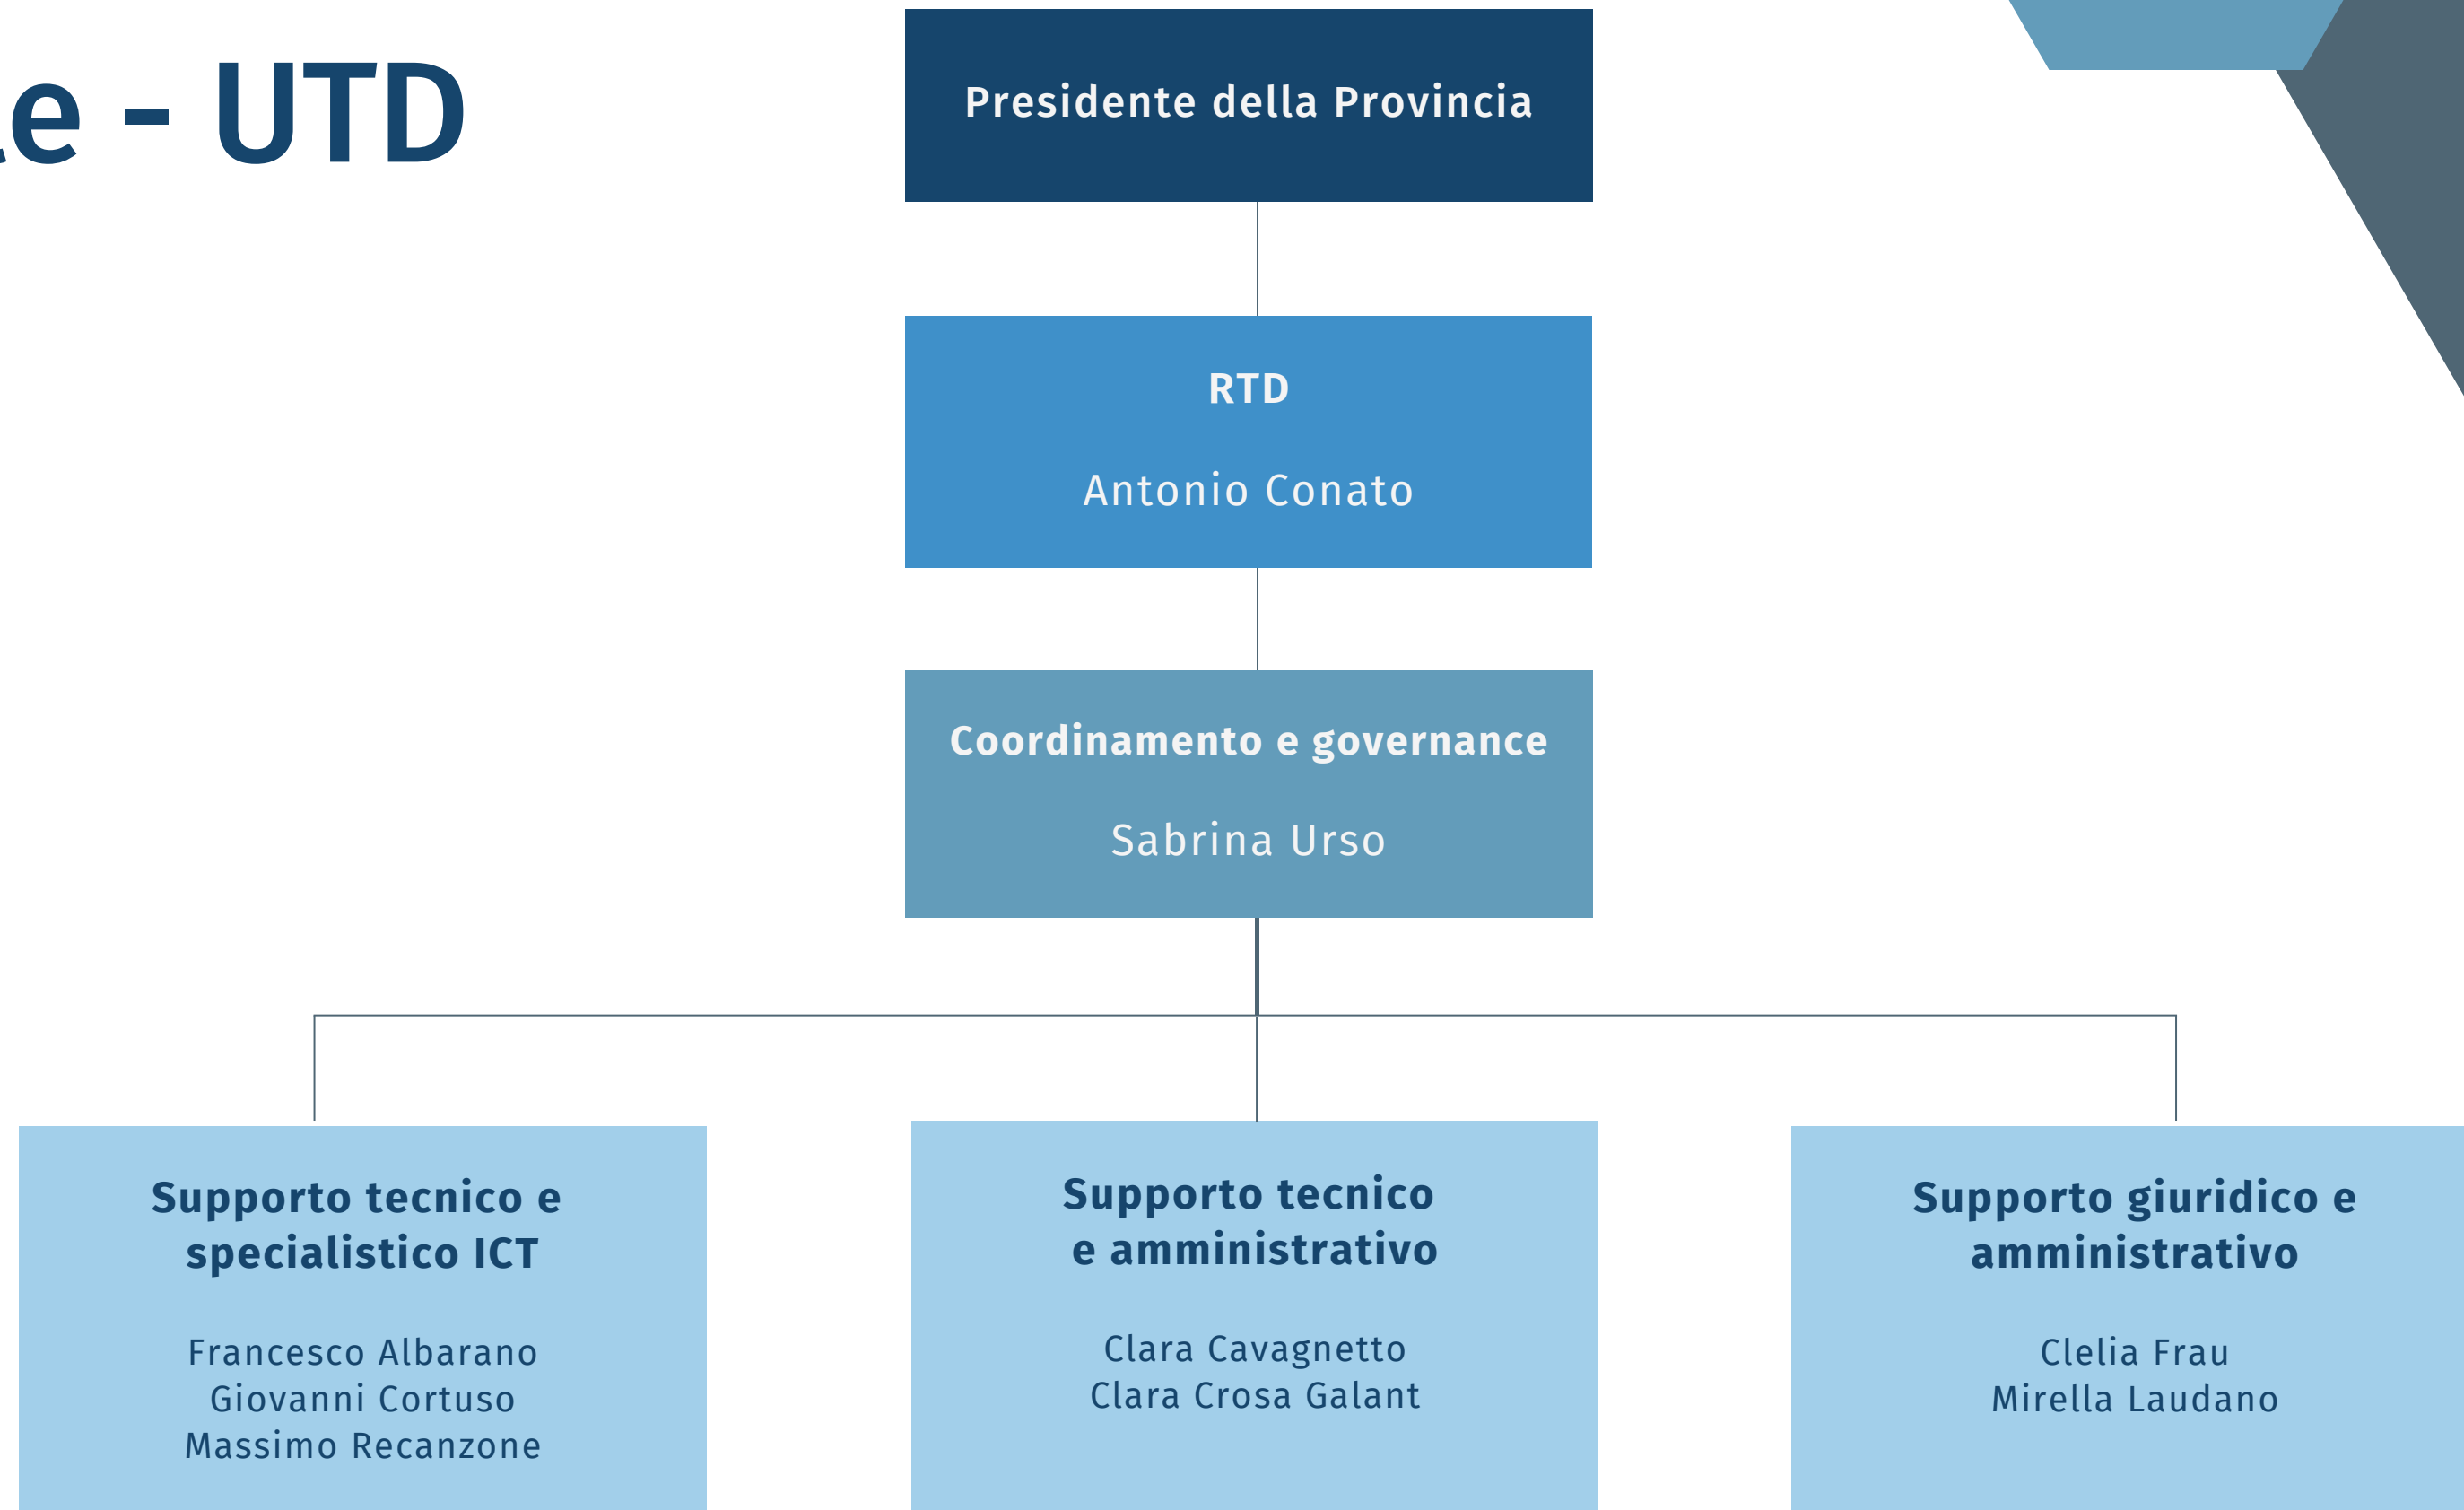 e - UTD
Presidente della Provincia
RTD
Antonio Conato
Coordinamento e governance
Sabrina Urso
Supporto tecnico e
specialistico ICT
Francesco Albarano
Giovanni Cortuso
Massimo Recanzone
Supporto tecnico
e amministrativo
Clara Cavagnetto
Clara Crosa Galant
Supporto giuridico e
amministrativo
Clelia Frau
Mirella Laudano